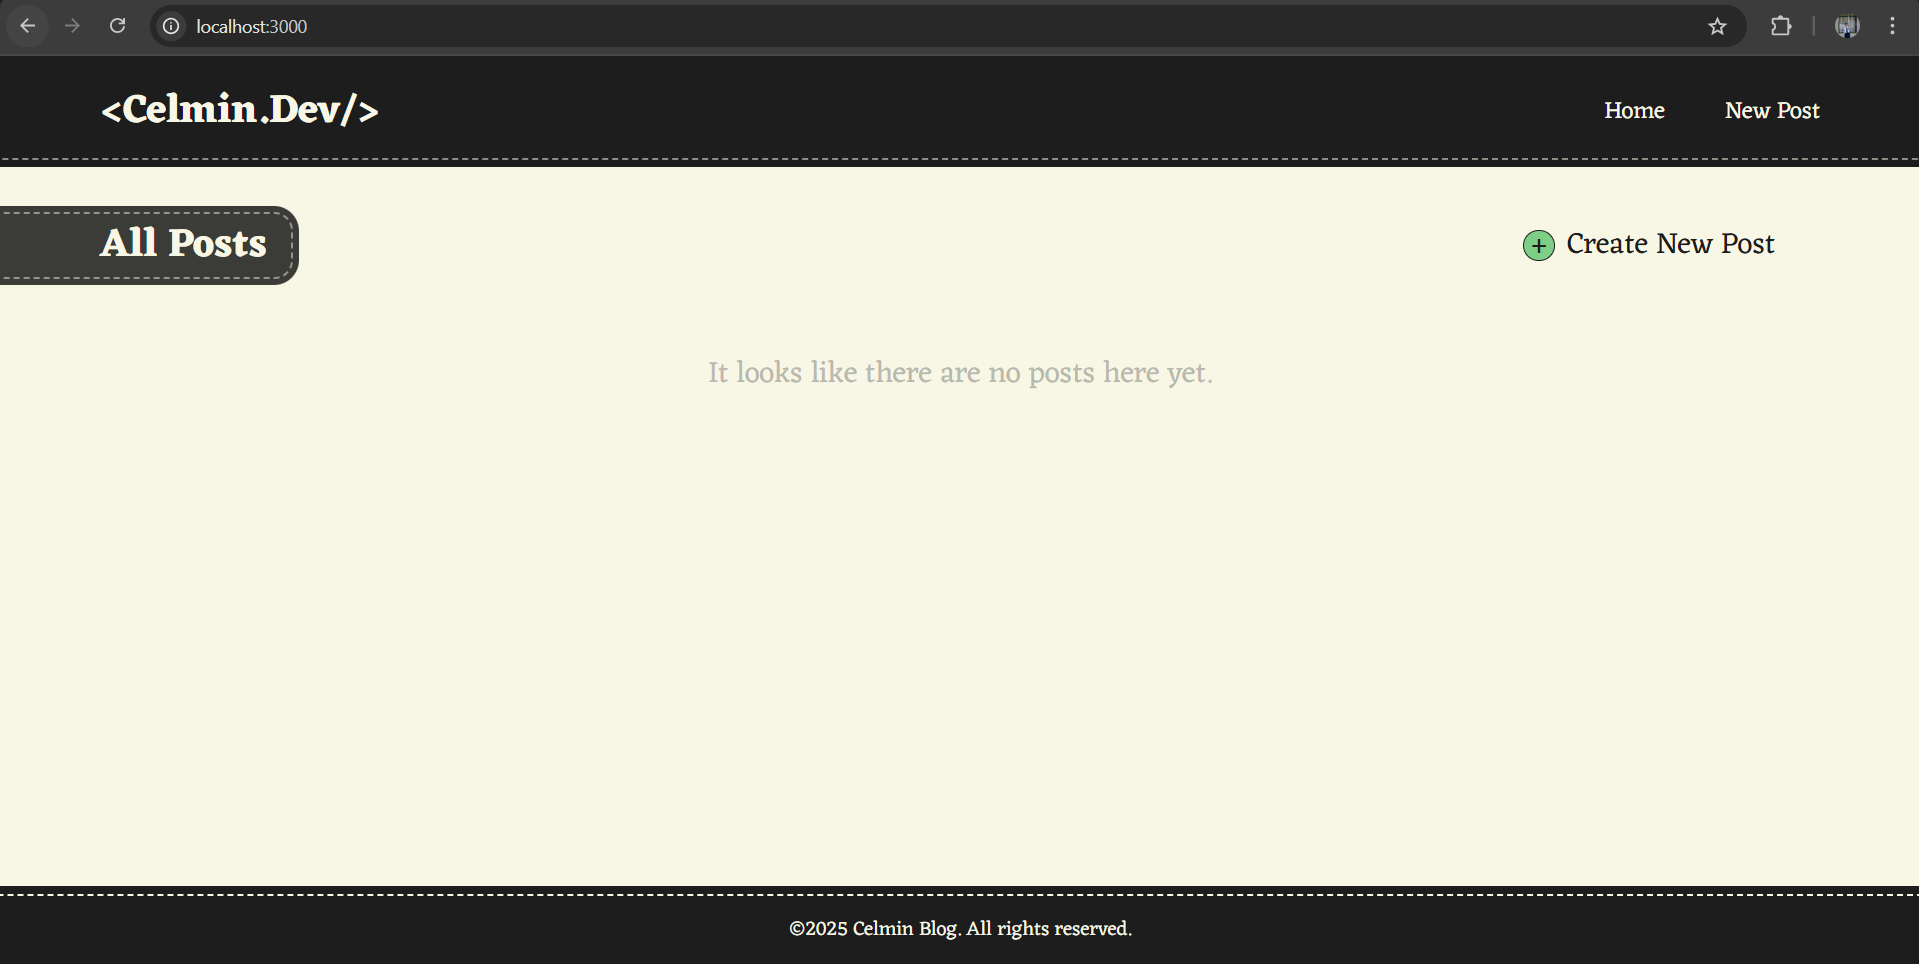 localhost:3000
<Celmin.Dev/>
Home
New Post
All Posts
+ Create New Post
It looks like there are no posts here yet.
©2025 Celmin Blog. All rights reserved.